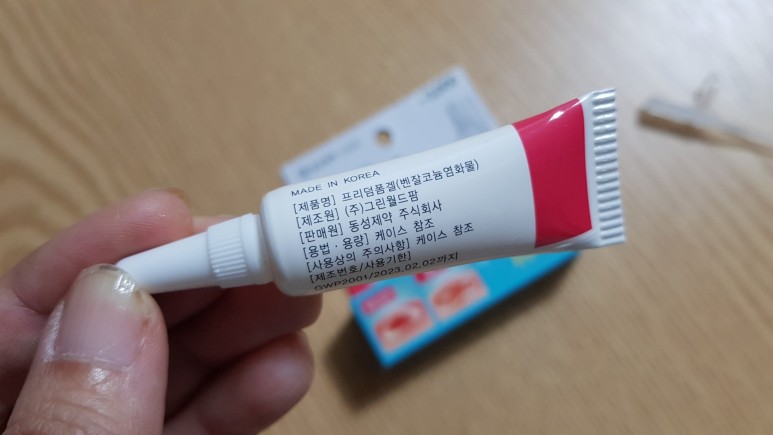 MADE IN KOREA
[제품명] 프리덤폼겔(벤잘코늄염화물)
[제조원] (주)그린월드팜
[판매원] 동성제약 주식회사
[용법·용량] 케이스 참조
[사용상의 주의사항] 케이스 참조
[제조번호/사용기한]
GWP2001/2023.02.02까지